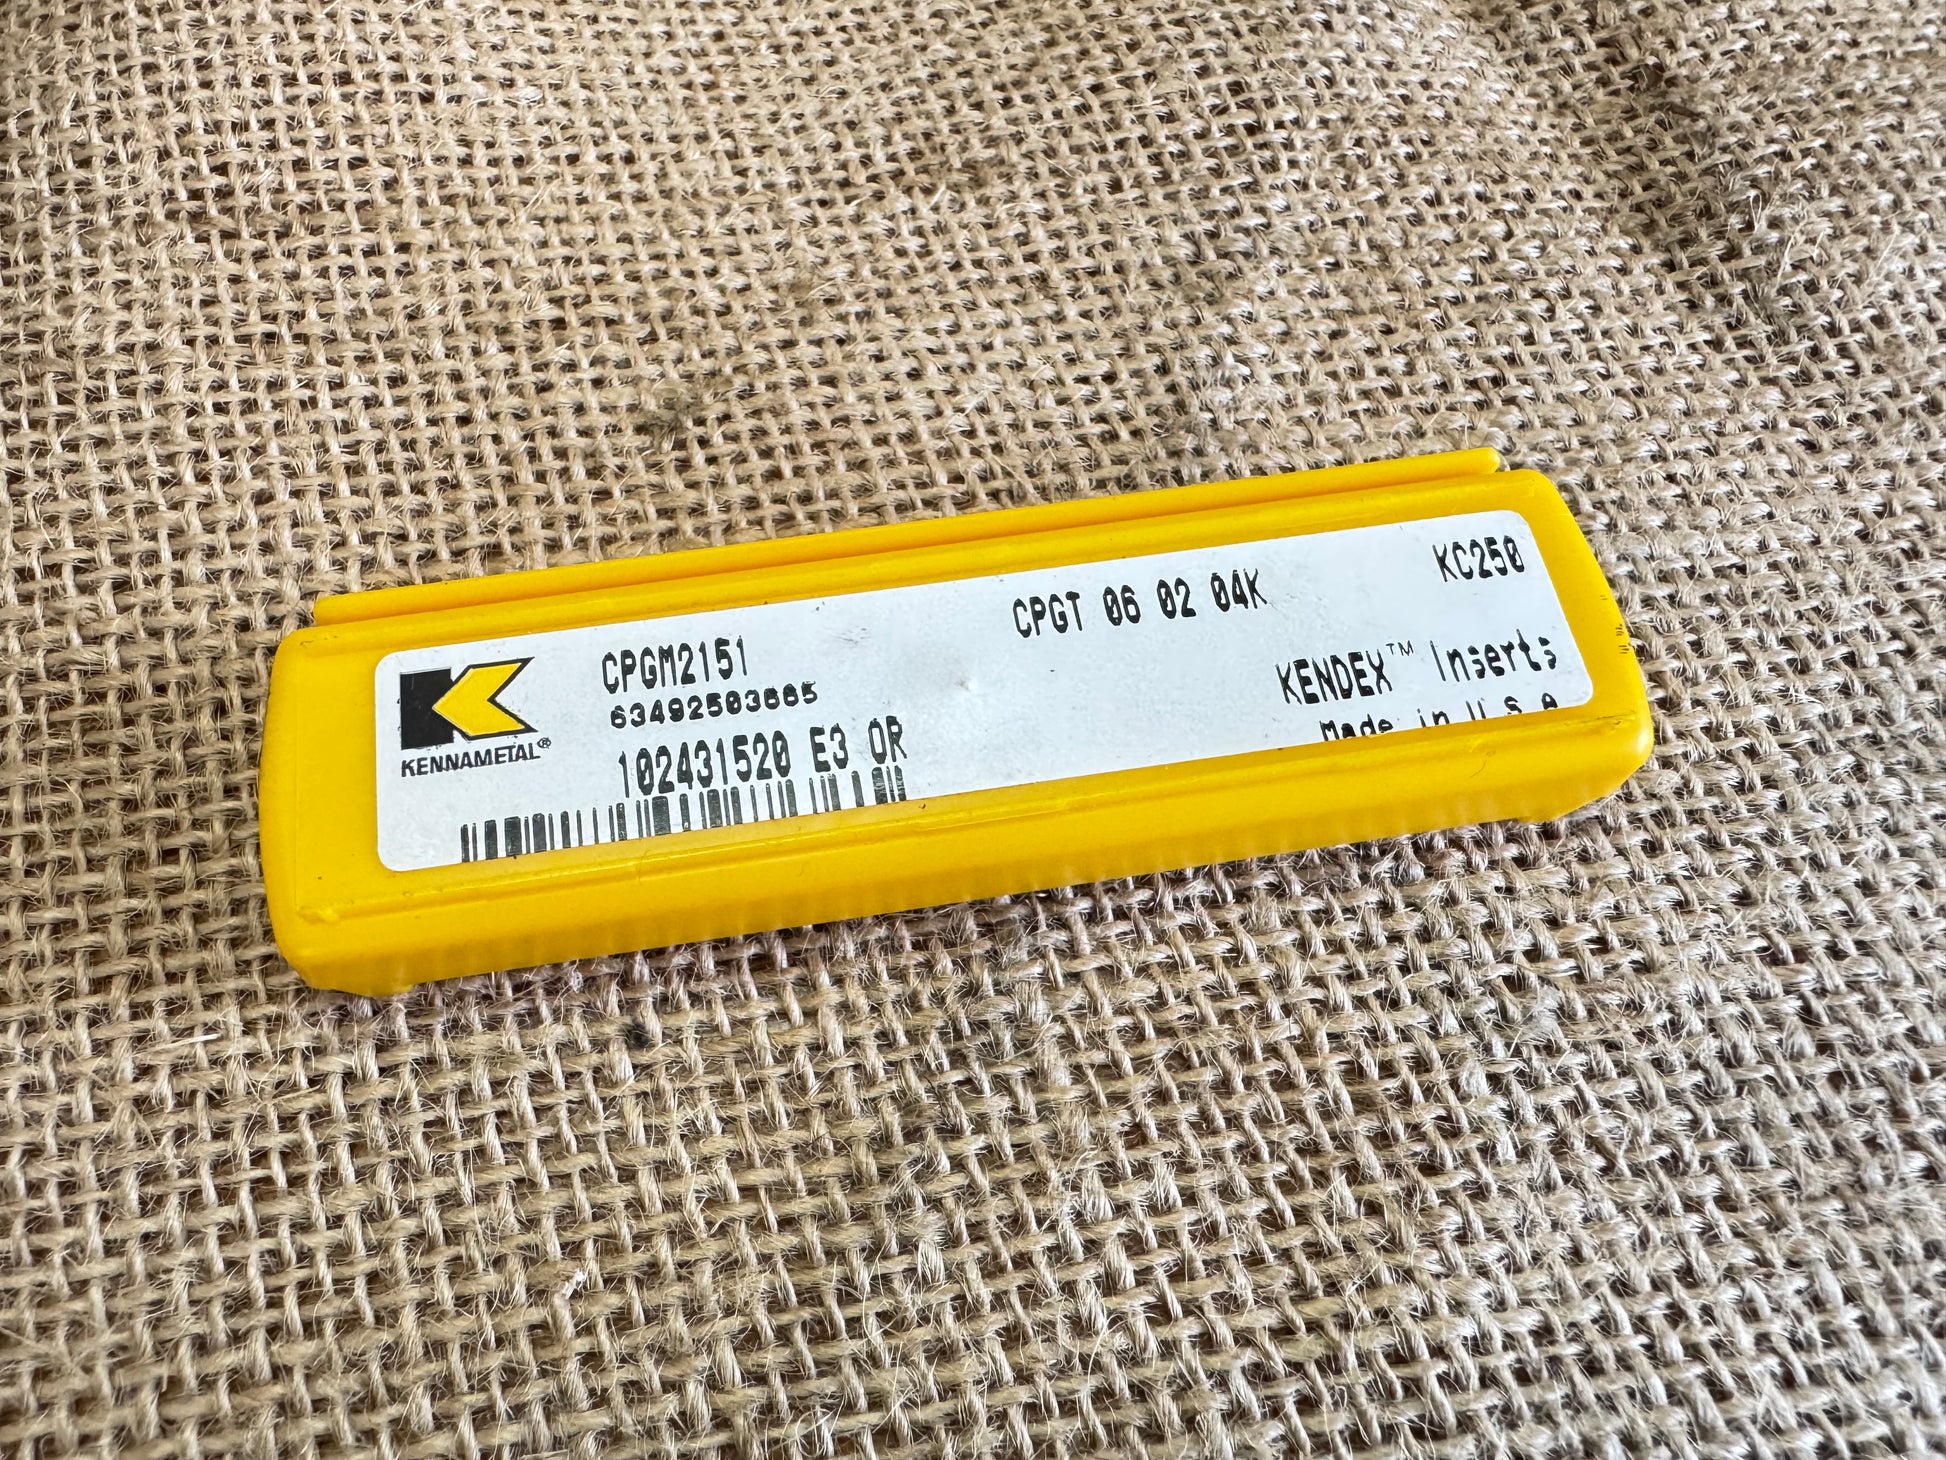 CPGM2151
63492503665
102431520 E3 OR
KENNAMETAL®
CPGT 06 02 04K
KC250
KENDEX™ Inserts
Made in U.S.A